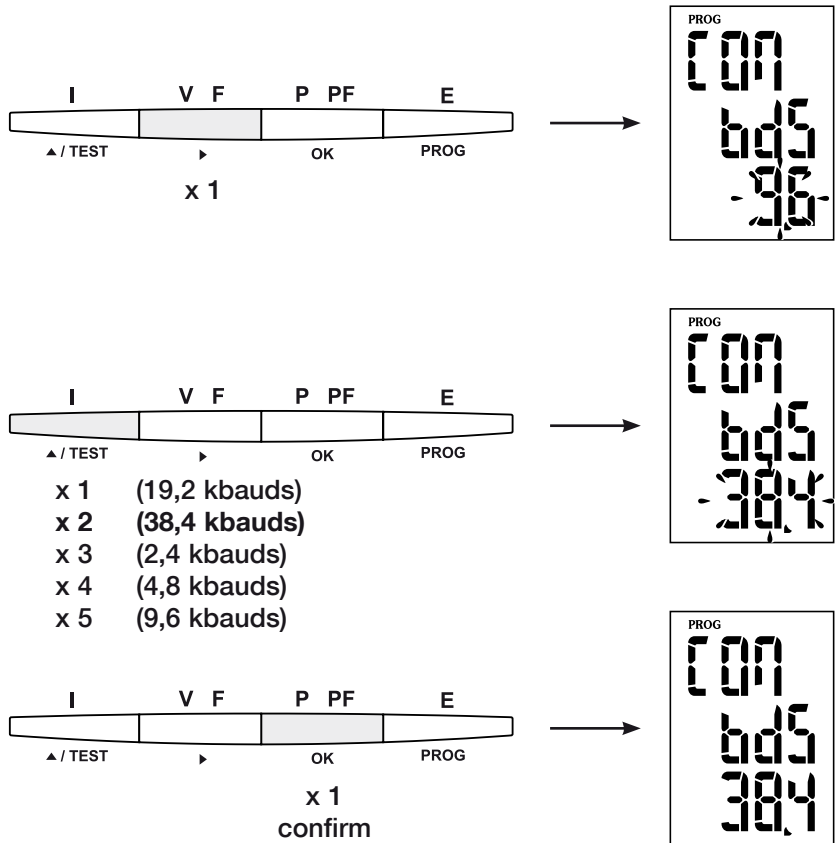 PROG
COM
bdS
9.6
I V F P PF E
▲ / TEST ► OK PROG
x 1
PROG
COM
bdS
38.4
I V F P PF E
▲ / TEST ► OK PROG
x 1 (19,2 kbauds)
x 2 (38,4 kbauds)
x 3 (2,4 kbauds)
x 4 (4,8 kbauds)
x 5 (9,6 kbauds)
PROG
COM
bdS
38.4
I V F P PF E
▲ / TEST ► OK PROG
x 1
confirm